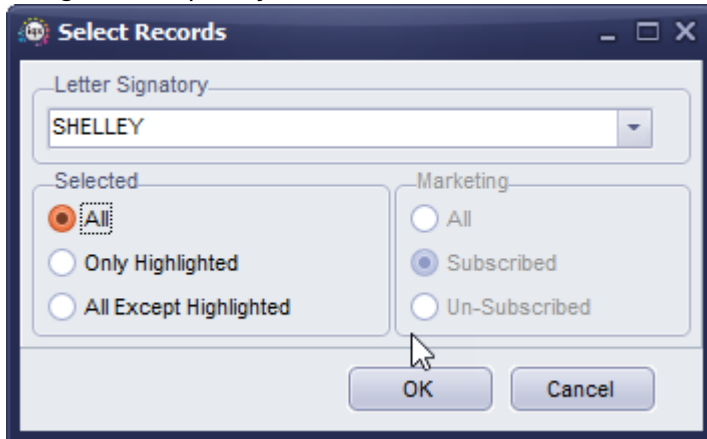 Select Records
Letter Signatory
SHELLEY
Selected
All
Only Highlighted
All Except Highlighted
Marketing
All
Subscribed
Un-Subscribed
OK
Cancel